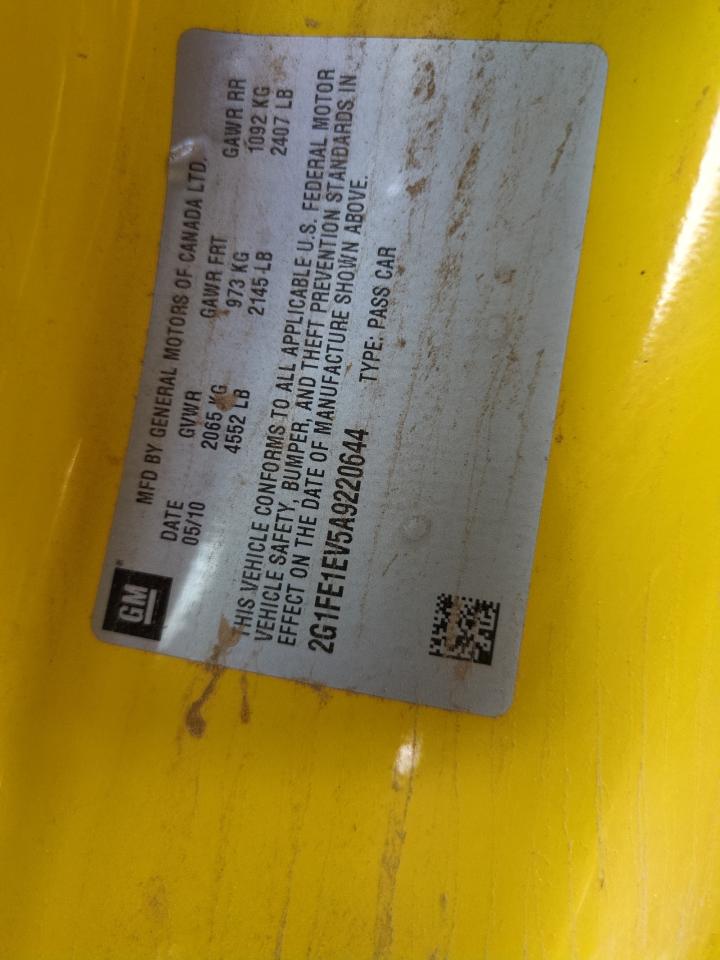 GM
MFD BY GENERAL MOTORS OF CANADA LTD.
DATE GVWR GAWR FRT GAWR RR
05/10 2065 KG 973 KG 1092 KG
4552 LB 2145 LB 2407 LB
THIS VEHICLE CONFORMS TO ALL APPLICABLE U.S. FEDERAL MOTOR
VEHICLE SAFETY, BUMPER, AND THEFT PREVENTION STANDARDS IN
EFFECT ON THE DATE OF MANUFACTURE SHOWN ABOVE.
2G1FE1EV5A9220644 TYPE: PASS CAR